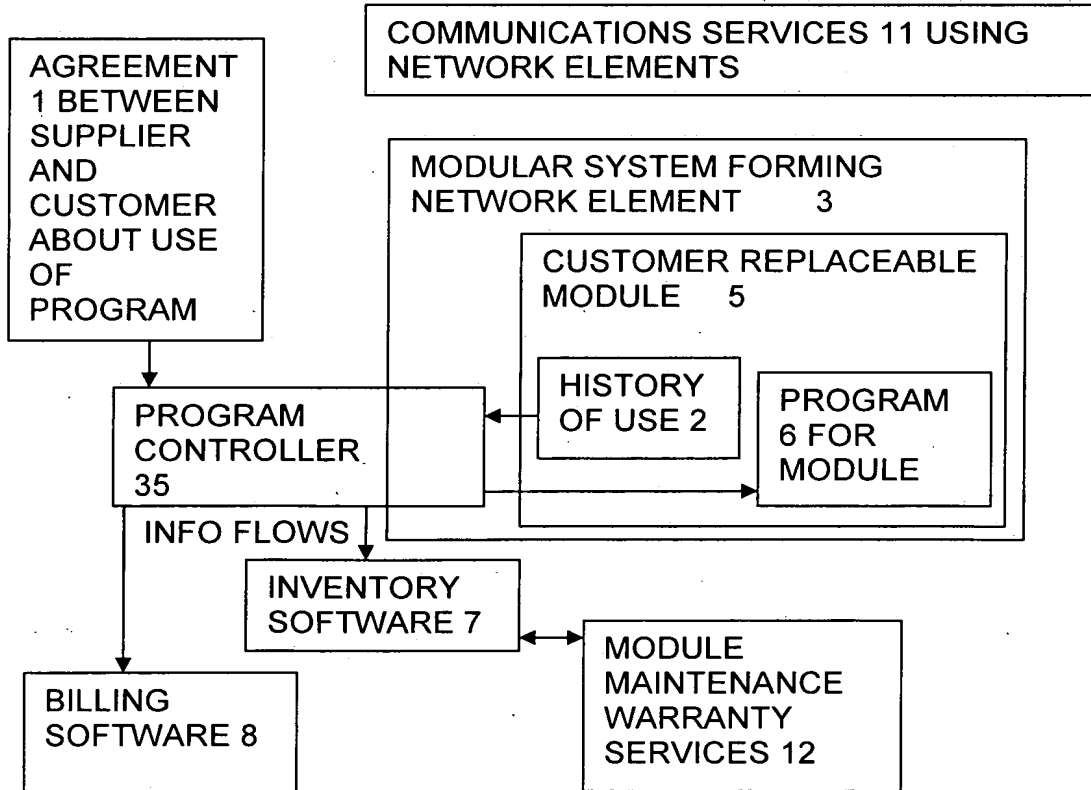 COMMUNICATIONS SERVICES 11 USING
NETWORK ELEMENTS
AGREEMENT
1 BETWEEN
SUPPLIER
AND
CUSTOMER
ABOUT USE
OF
PROGRAM
MODULAR SYSTEM FORMING
NETWORK ELEMENT 3
CUSTOMER REPLACEABLE
MODULE 5
HISTORY
OF USE 2
PROGRAM
6 FOR
MODULE
PROGRAM
CONTROLLER
35
INFO FLOWS
INVENTORY
SOFTWARE 7
MODULE
MAINTENANCE
WARRANTY
SERVICES 12
BILLING
SOFTWARE 8